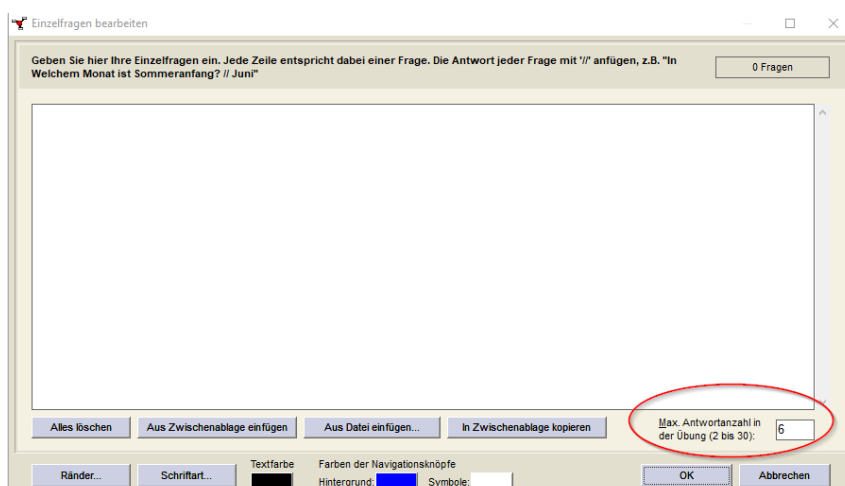 Einzelfragen bearbeiten
Geben Sie hier Ihre Einzelfragen ein. Jede Zeile entspricht dabei einer Frage. Die Antwort jeder Frage mit '//' anfügen, z.B. "In
Welchem Monat ist Sommeranfang? // Juni"
0 Fragen
Alles löschen
Aus Zwischenablage einfügen
Aus Datei einfügen...
In Zwischenablage kopieren
Max. Antwortanzahl in
der Übung (2 bis 30):
6
Ränder...
Schriftart...
Textfarbe
Farben der Navigationsknöpfe
Hintergrund:
Symbole:
OK
Abbrechen